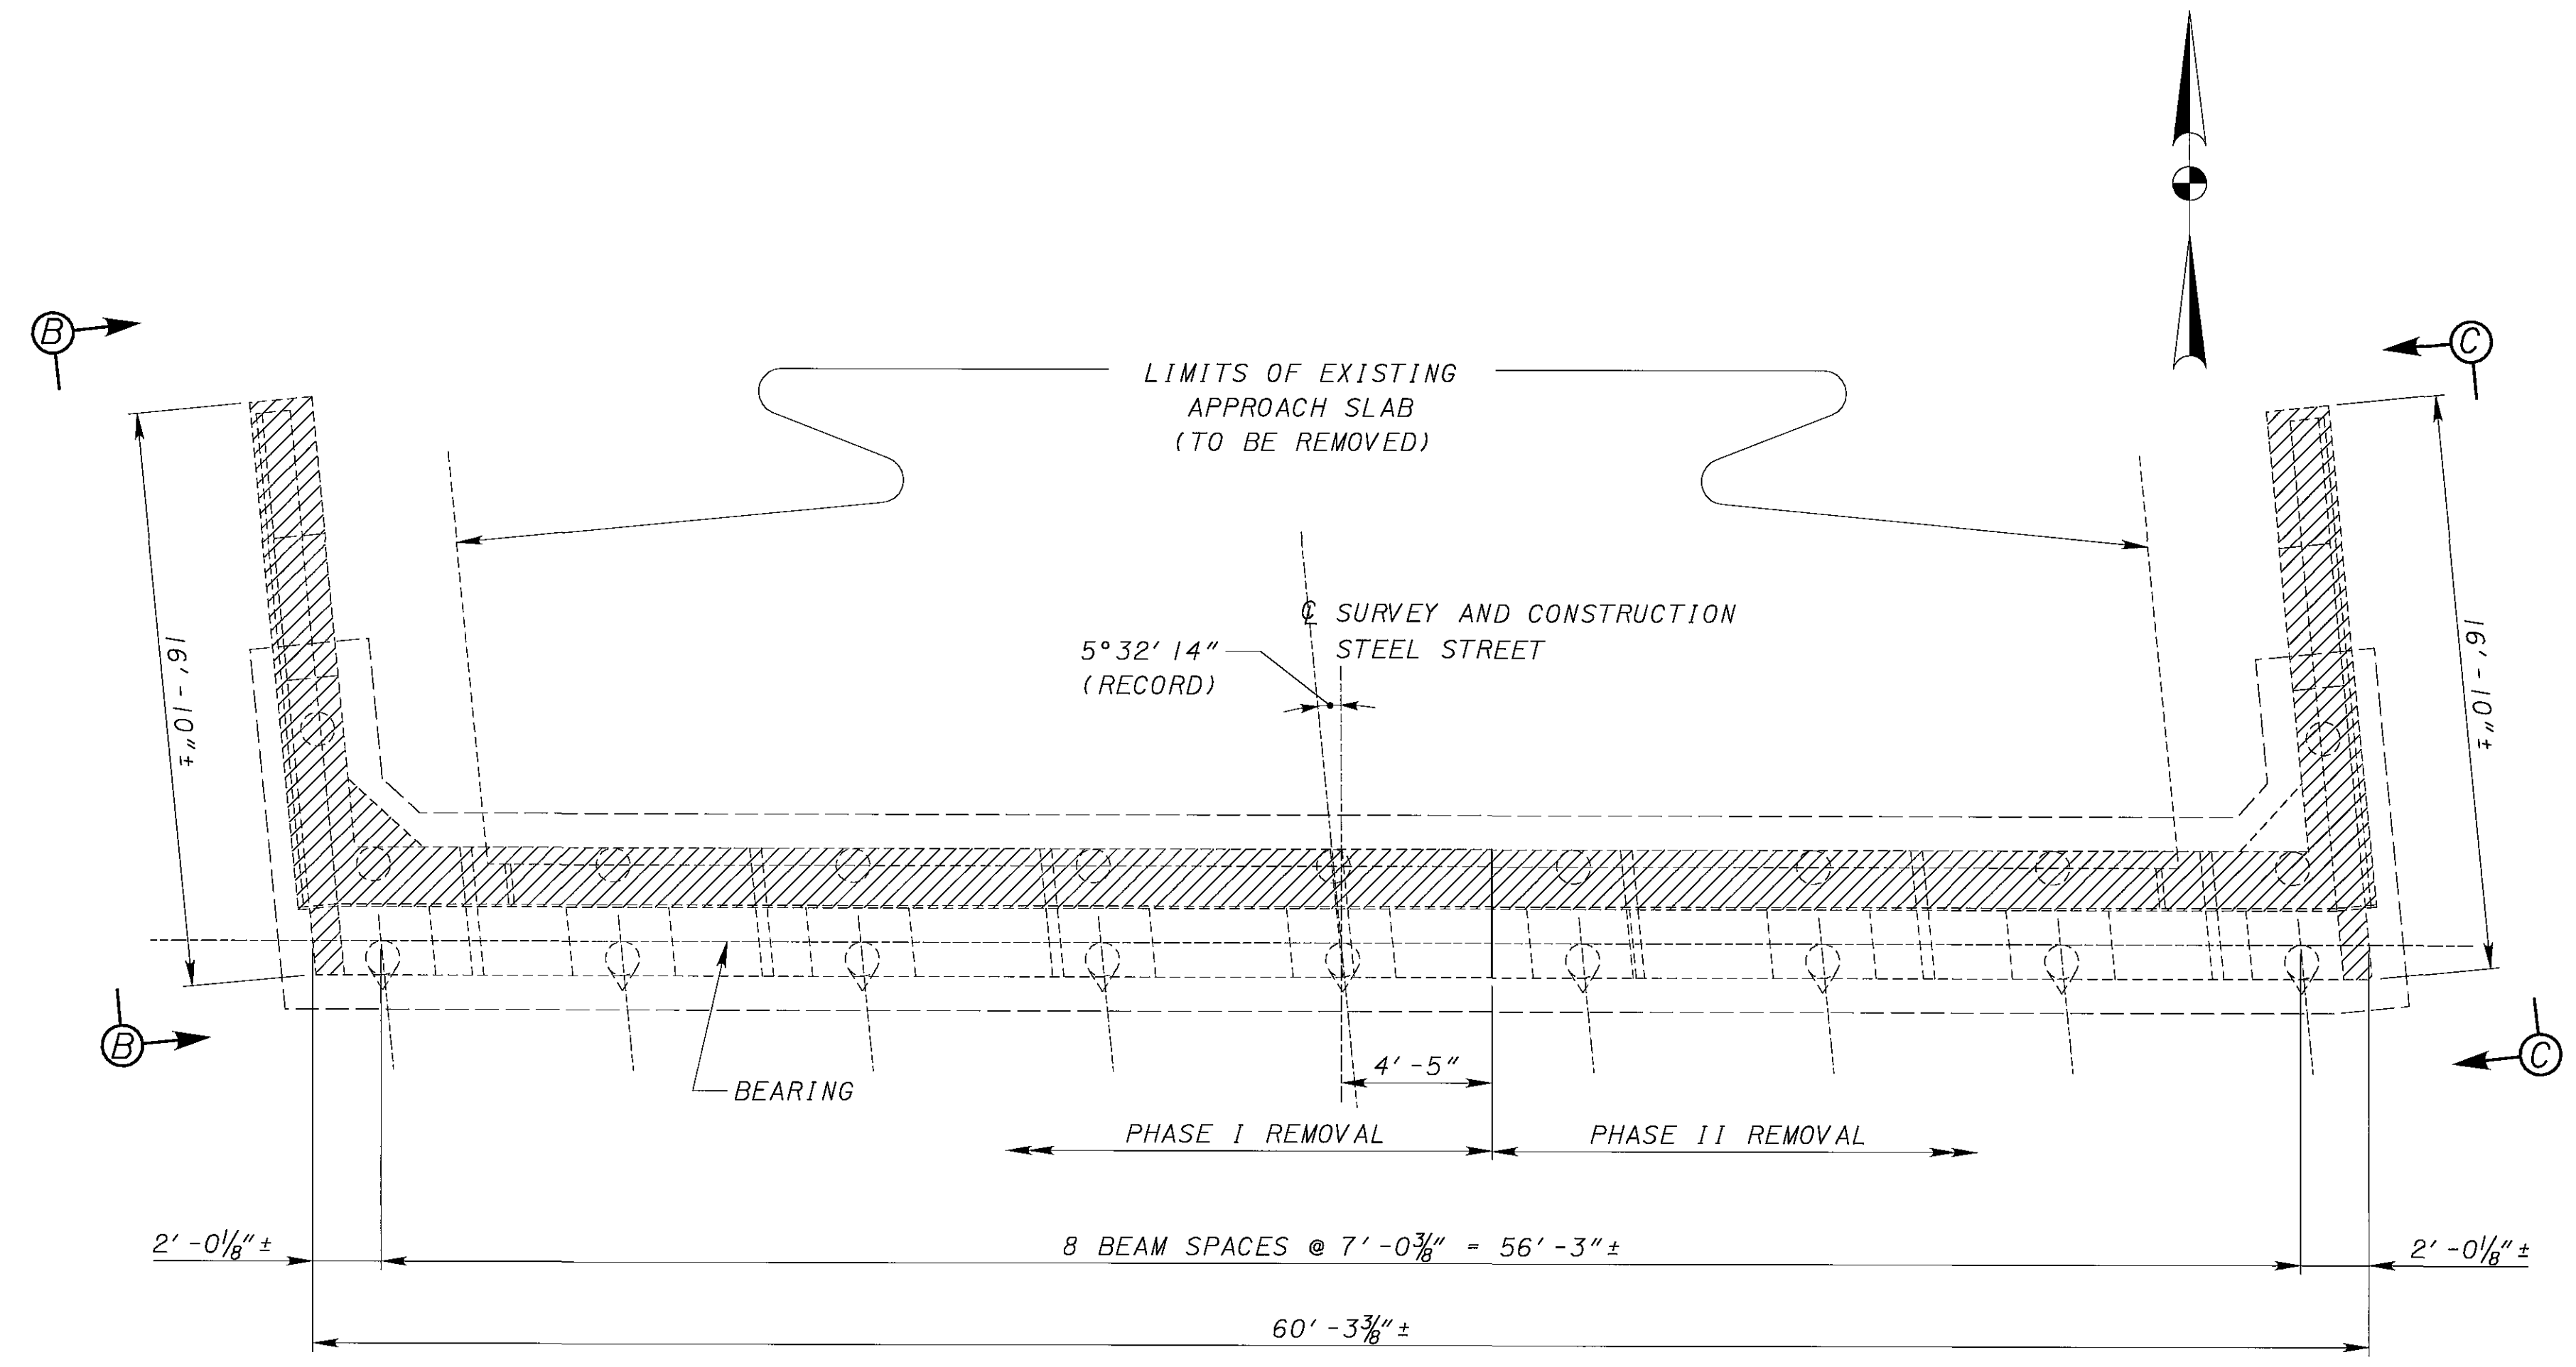 B
C
LIMITS OF EXISTING
APPROACH SLAB
(TO BE REMOVED)
℄ SURVEY AND CONSTRUCTION
STEEL STREET
5°32'14"
(RECORD)
16'-10"±
16'-10"±
B
C
4'-5"
BEARING
PHASE I REMOVAL
PHASE II REMOVAL
2'-0⅛"±
8 BEAM SPACES @ 7'-0⅜" = 56'-3"±
2'-0⅛"±
60'-3⅜"±